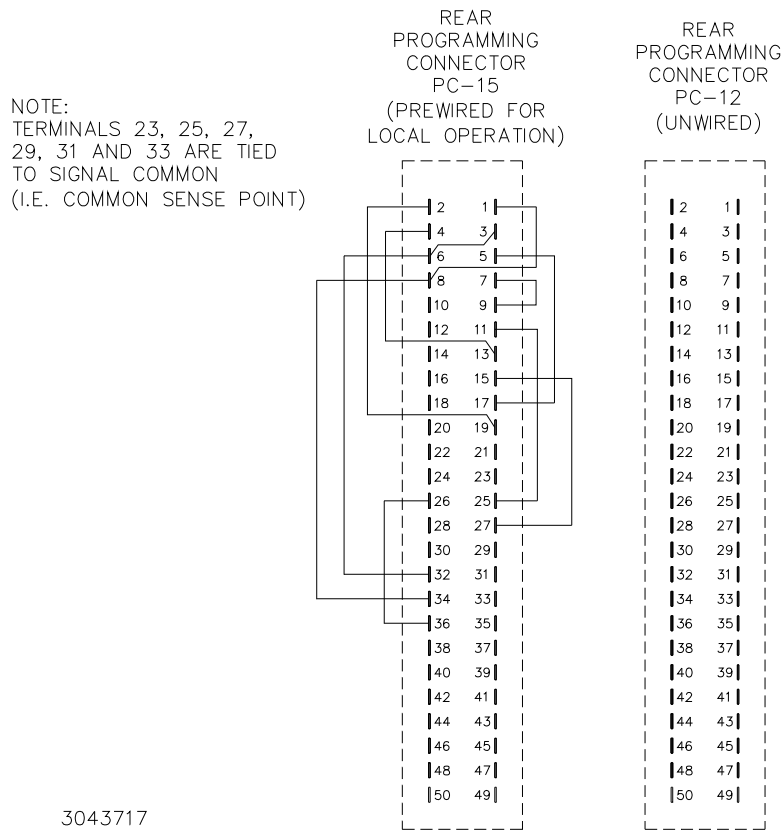 REAR
PROGRAMMING
CONNECTOR
PC-15
(PREWIRED FOR
LOCAL OPERATION)
REAR
PROGRAMMING
CONNECTOR
PC-12
(UNWIRED)
NOTE:
TERMINALS 23, 25, 27,
29, 31 AND 33 ARE TIED
TO SIGNAL COMMON
(I.E. COMMON SENSE POINT)
2 1 2 1
4 3 4 3
6 5 6 5
8 7 8 7
10 9 10 9
12 11 12 11
14 13 14 13
16 15 16 15
18 17 18 17
20 19 20 19
22 21 22 21
24 23 24 23
26 25 26 25
28 27 28 27
30 29 30 29
32 31 32 31
34 33 34 33
36 35 36 35
38 37 38 37
40 39 40 39
42 41 42 41
44 43 44 43
46 45 46 45
48 47 48 47
50 49 50 49
3043717